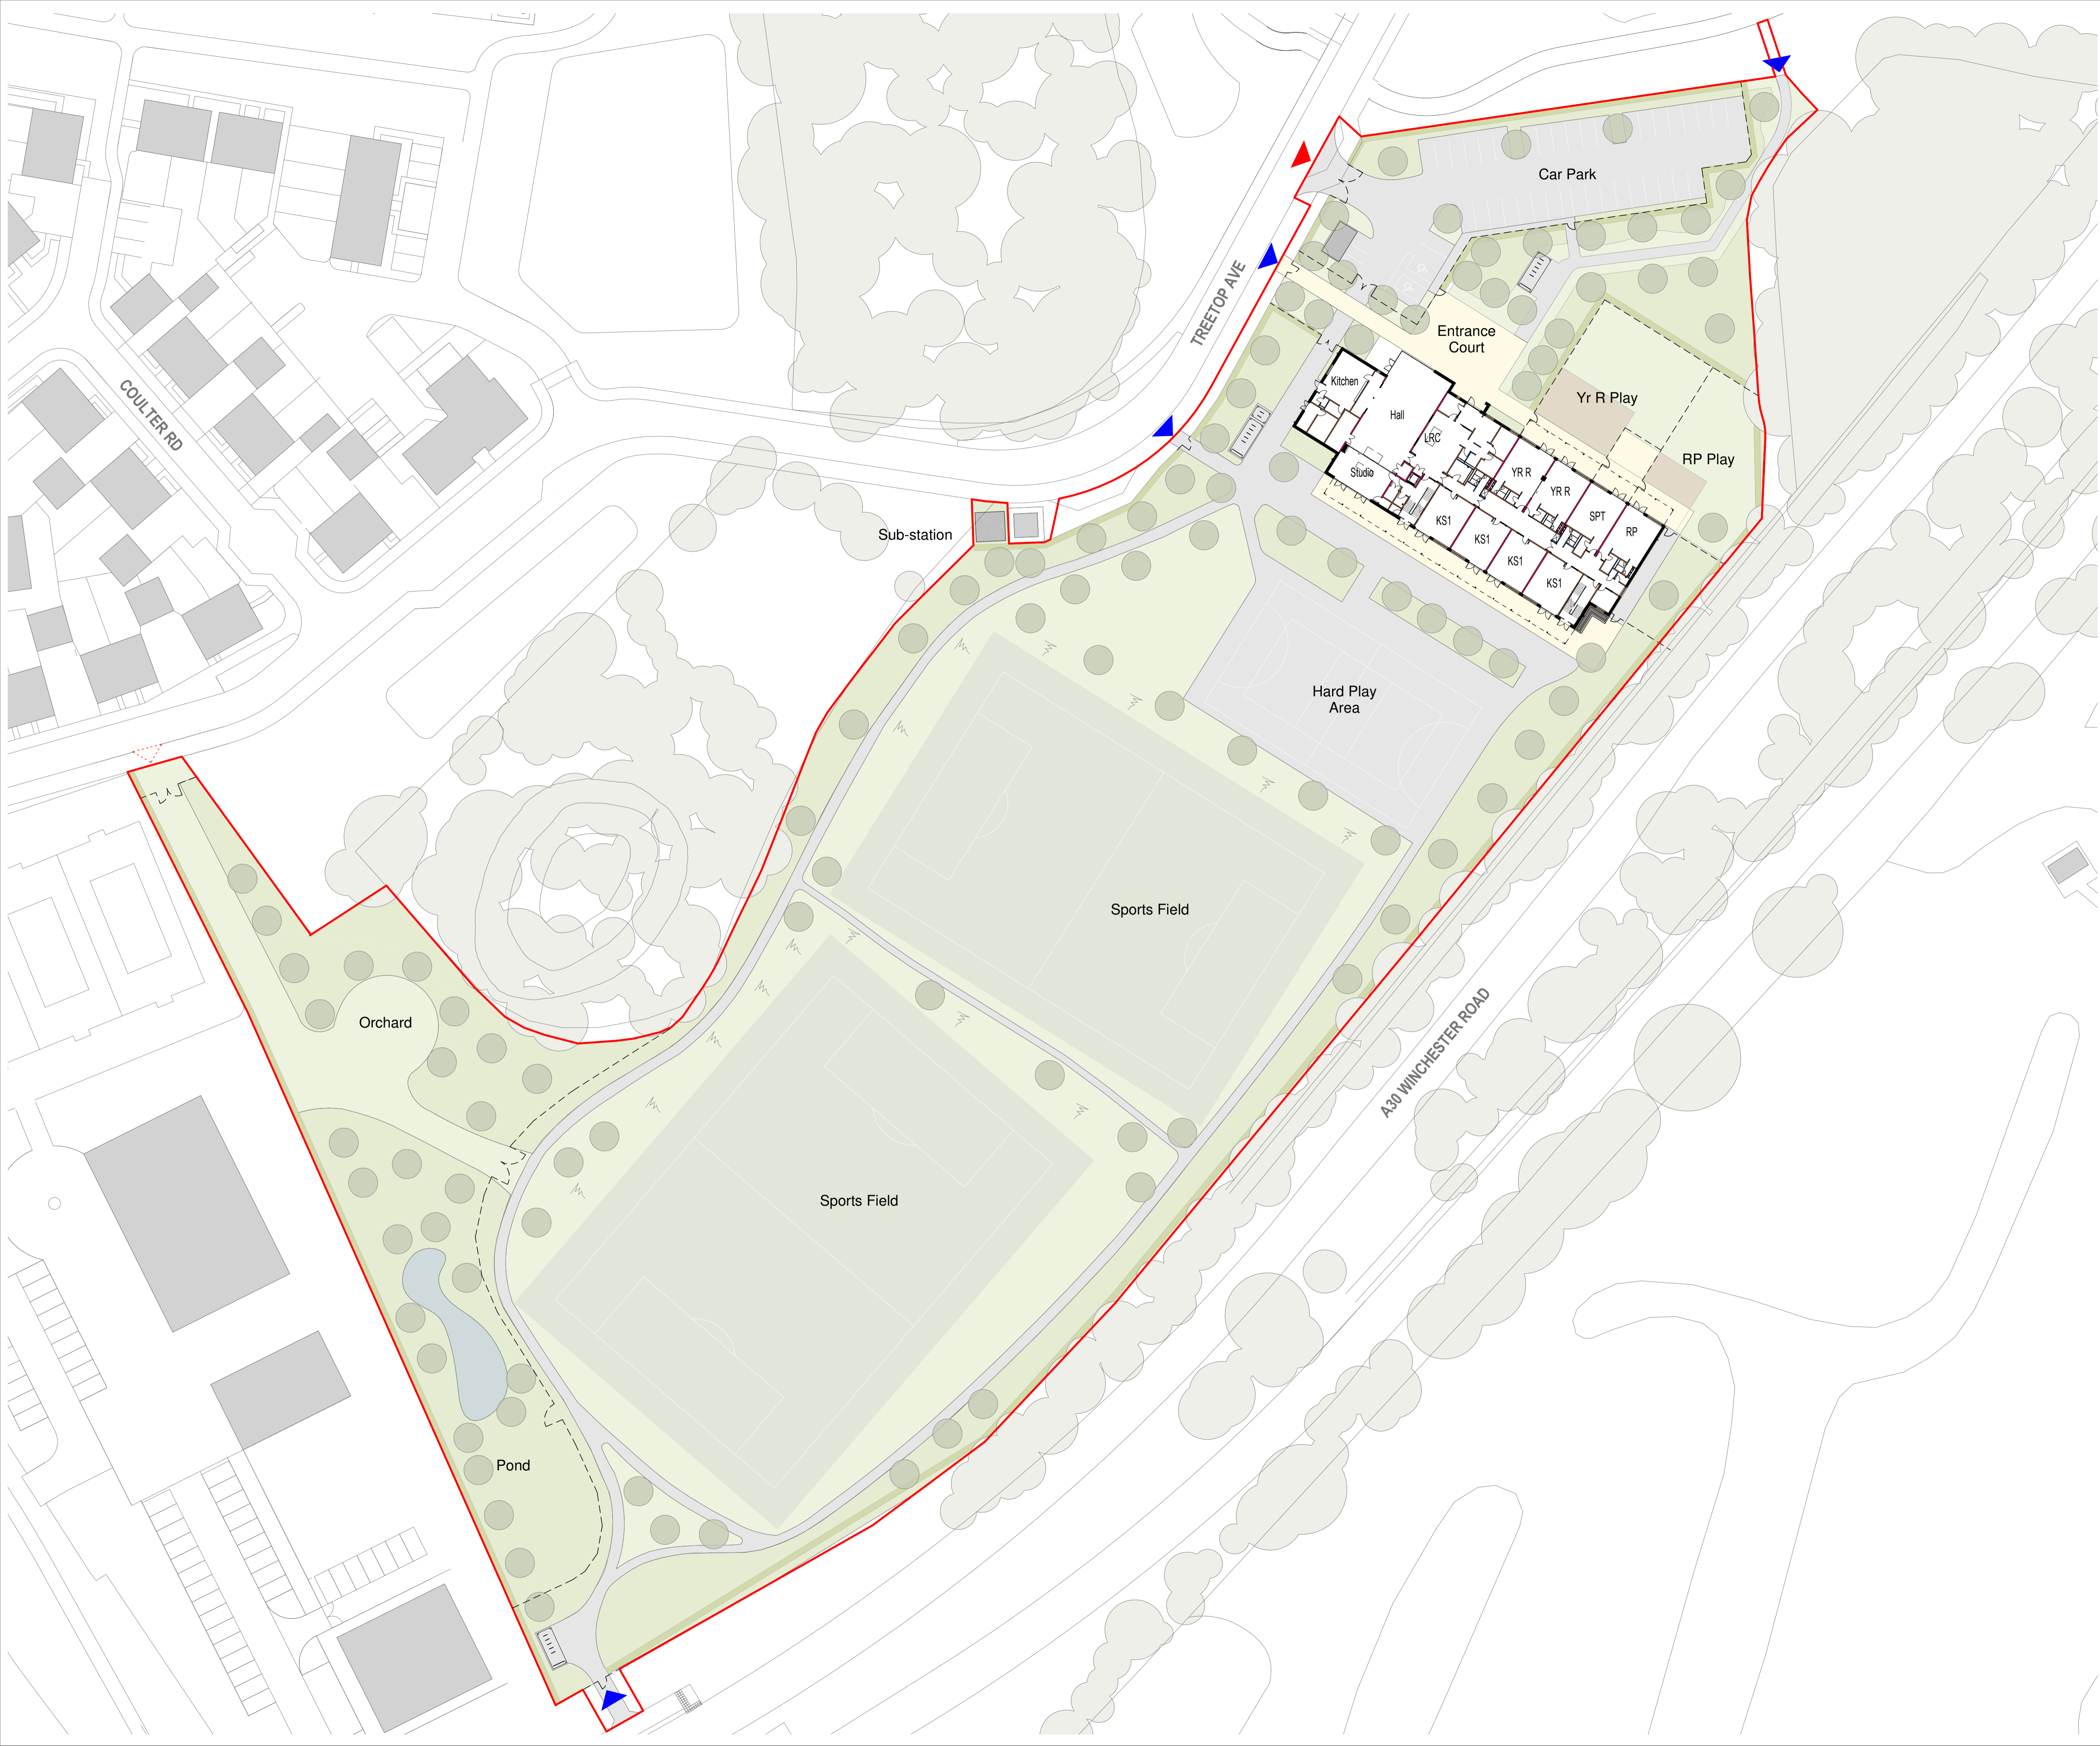 Car Park
TREETOP AVE
Entrance
Court
Kitchen
Hall
Yr R Play
LRC
RP Play
Studio
YR R
YR R
SPT
RP
KS1
KS1
KS1
KS1
COULTER RD
Sub-station
Hard Play
Area
Sports Field
Orchard
A30 WINCHESTER ROAD
Sports Field
Pond